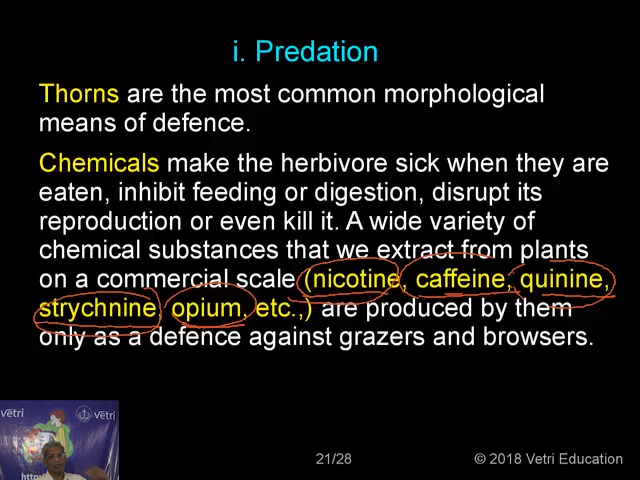 i. Predation
Thorns are the most common morphological
means of defence.
Chemicals make the herbivore sick when they are
eaten, inhibit feeding or digestion, disrupt its
reproduction or even kill it. A wide variety of
chemical substances that we extract from plants
on a commercial scale (nicotine, caffeine, quinine,
strychnine, opium, etc.,) are produced by them
only as a defence against grazers and browsers.
Vētri
Vētri
http://
21/28
© 2018 Vetri Education